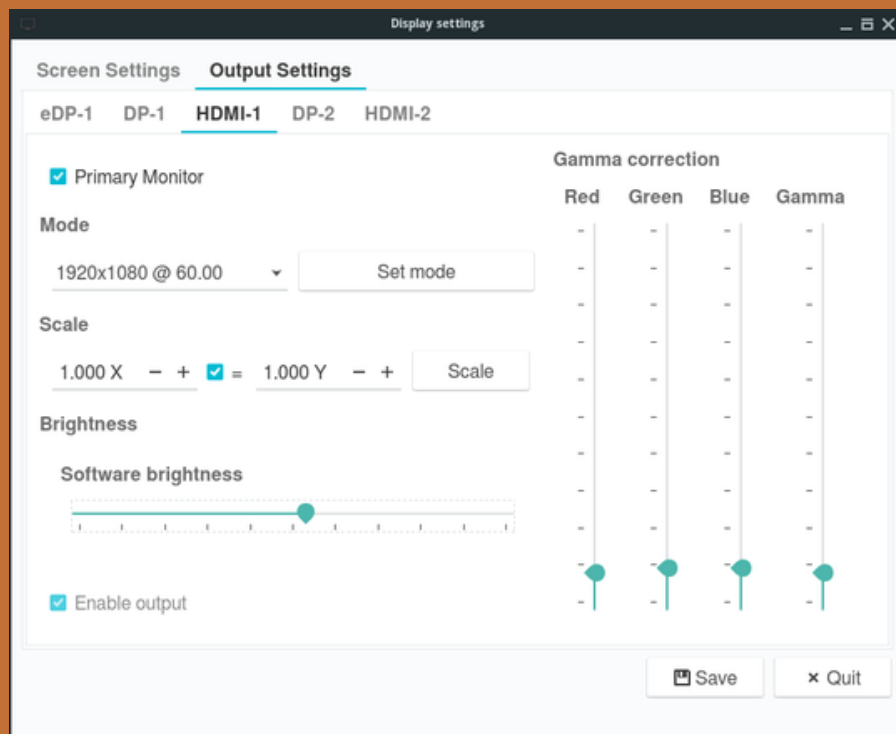 Display settings
Screen Settings Output Settings
eDP-1 DP-1 HDMI-1 DP-2 HDMI-2
Primary Monitor
Mode
1920x1080 @ 60.00 Set mode
Scale
1.000 X − + = 1.000 Y − + Scale
Brightness
Software brightness
Enable output
Gamma correction
Red Green Blue Gamma
Save × Quit